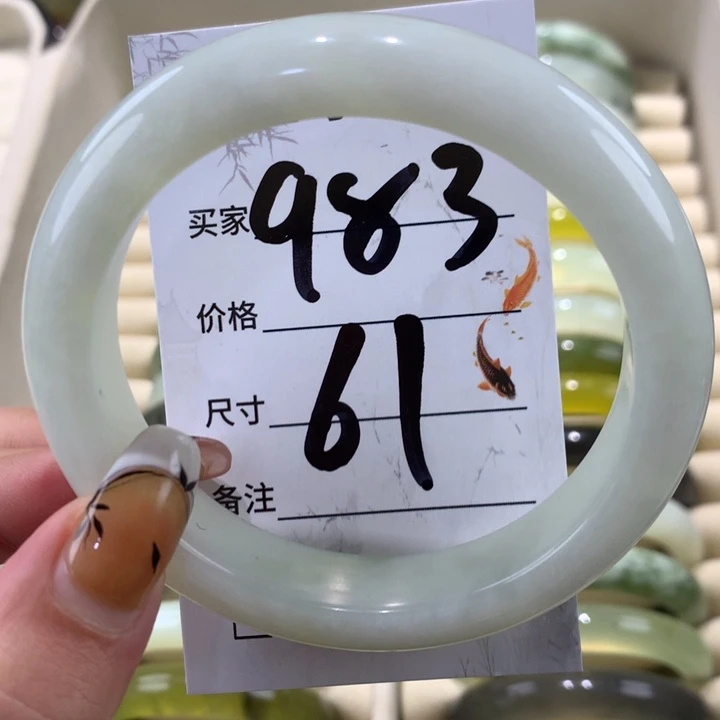 买家 983
价格
尺寸 61
备注